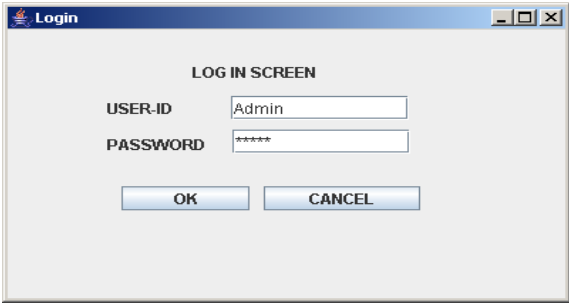 Login
LOG IN SCREEN
USER-ID Admin
PASSWORD *****
OK CANCEL